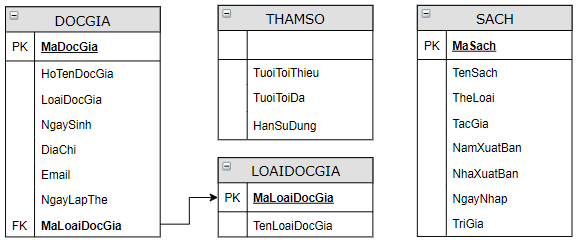 DOCGIA
PK MaDocGia
HoTenDocGia
LoaiDocGia
NgaySinh
DiaChi
Email
NgayLapThe
FK MaLoaiDocGia
THAMSO
TuoiToiThieu
TuoiToiDa
HanSuDung
LOAIDOCGIA
PK MaLoaiDocGia
TenLoaiDocGia
SACH
PK MaSach
TenSach
TheLoai
TacGia
NamXuatBan
NhaXuatBan
NgayNhap
TriGia